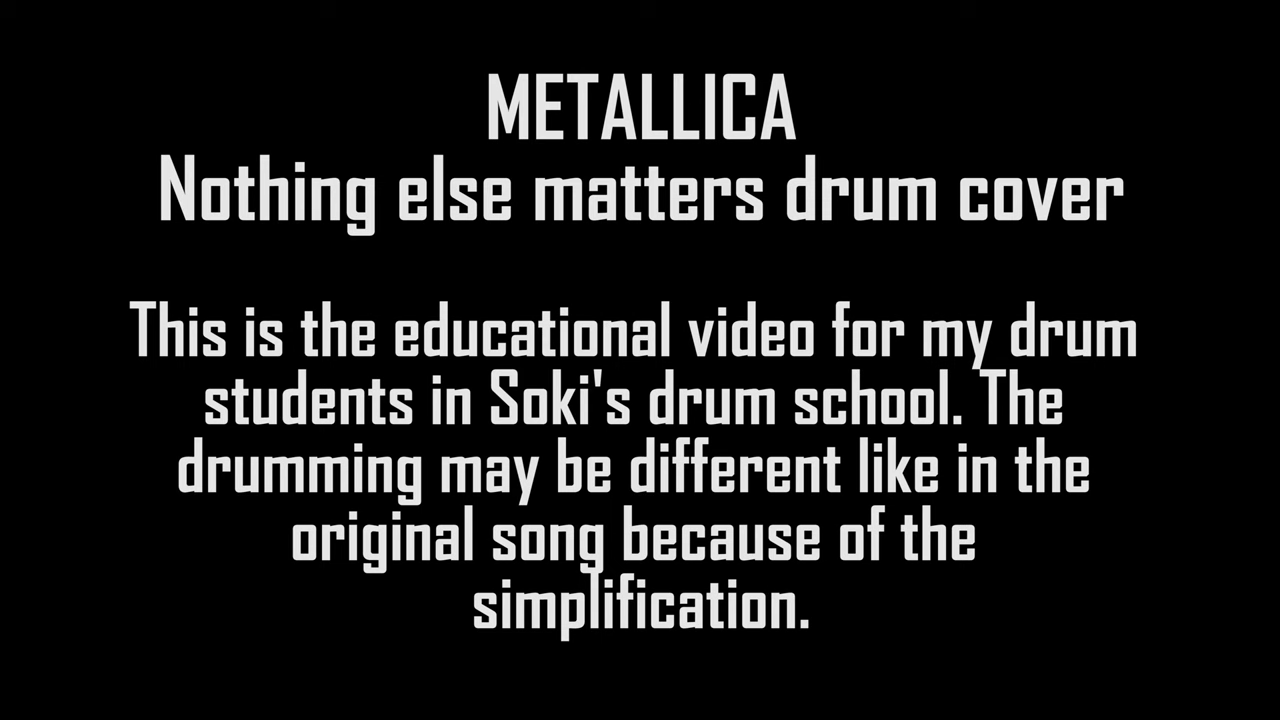 METALLICA
Nothing else matters drum cover
This is the educational video for my drum
students in Soki's drum school. The
drumming may be different like in the
original song because of the
simplification.